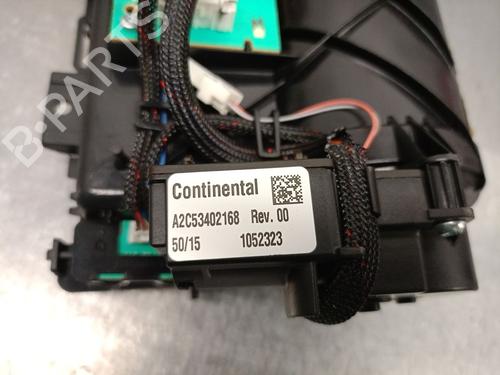 B-PARTS
Continental
A2C53402168 Rev. 00
50/15 1052323